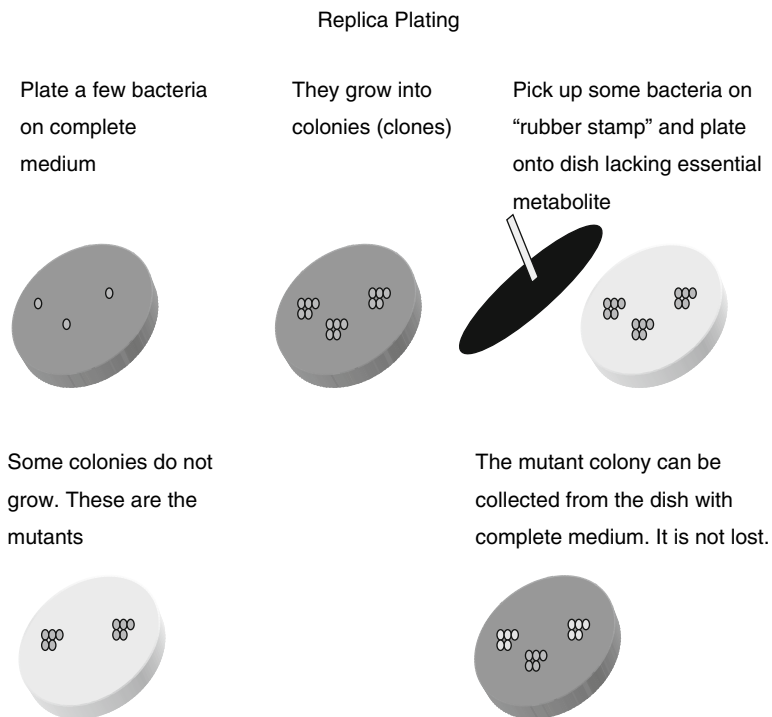 Replica Plating
Plate a few bacteria
on complete
medium
They grow into
colonies (clones)
Pick up some bacteria on
“rubber stamp” and plate
onto dish lacking essential
metabolite
Some colonies do not
grow. These are the
mutants
The mutant colony can be
collected from the dish with
complete medium. It is not lost.